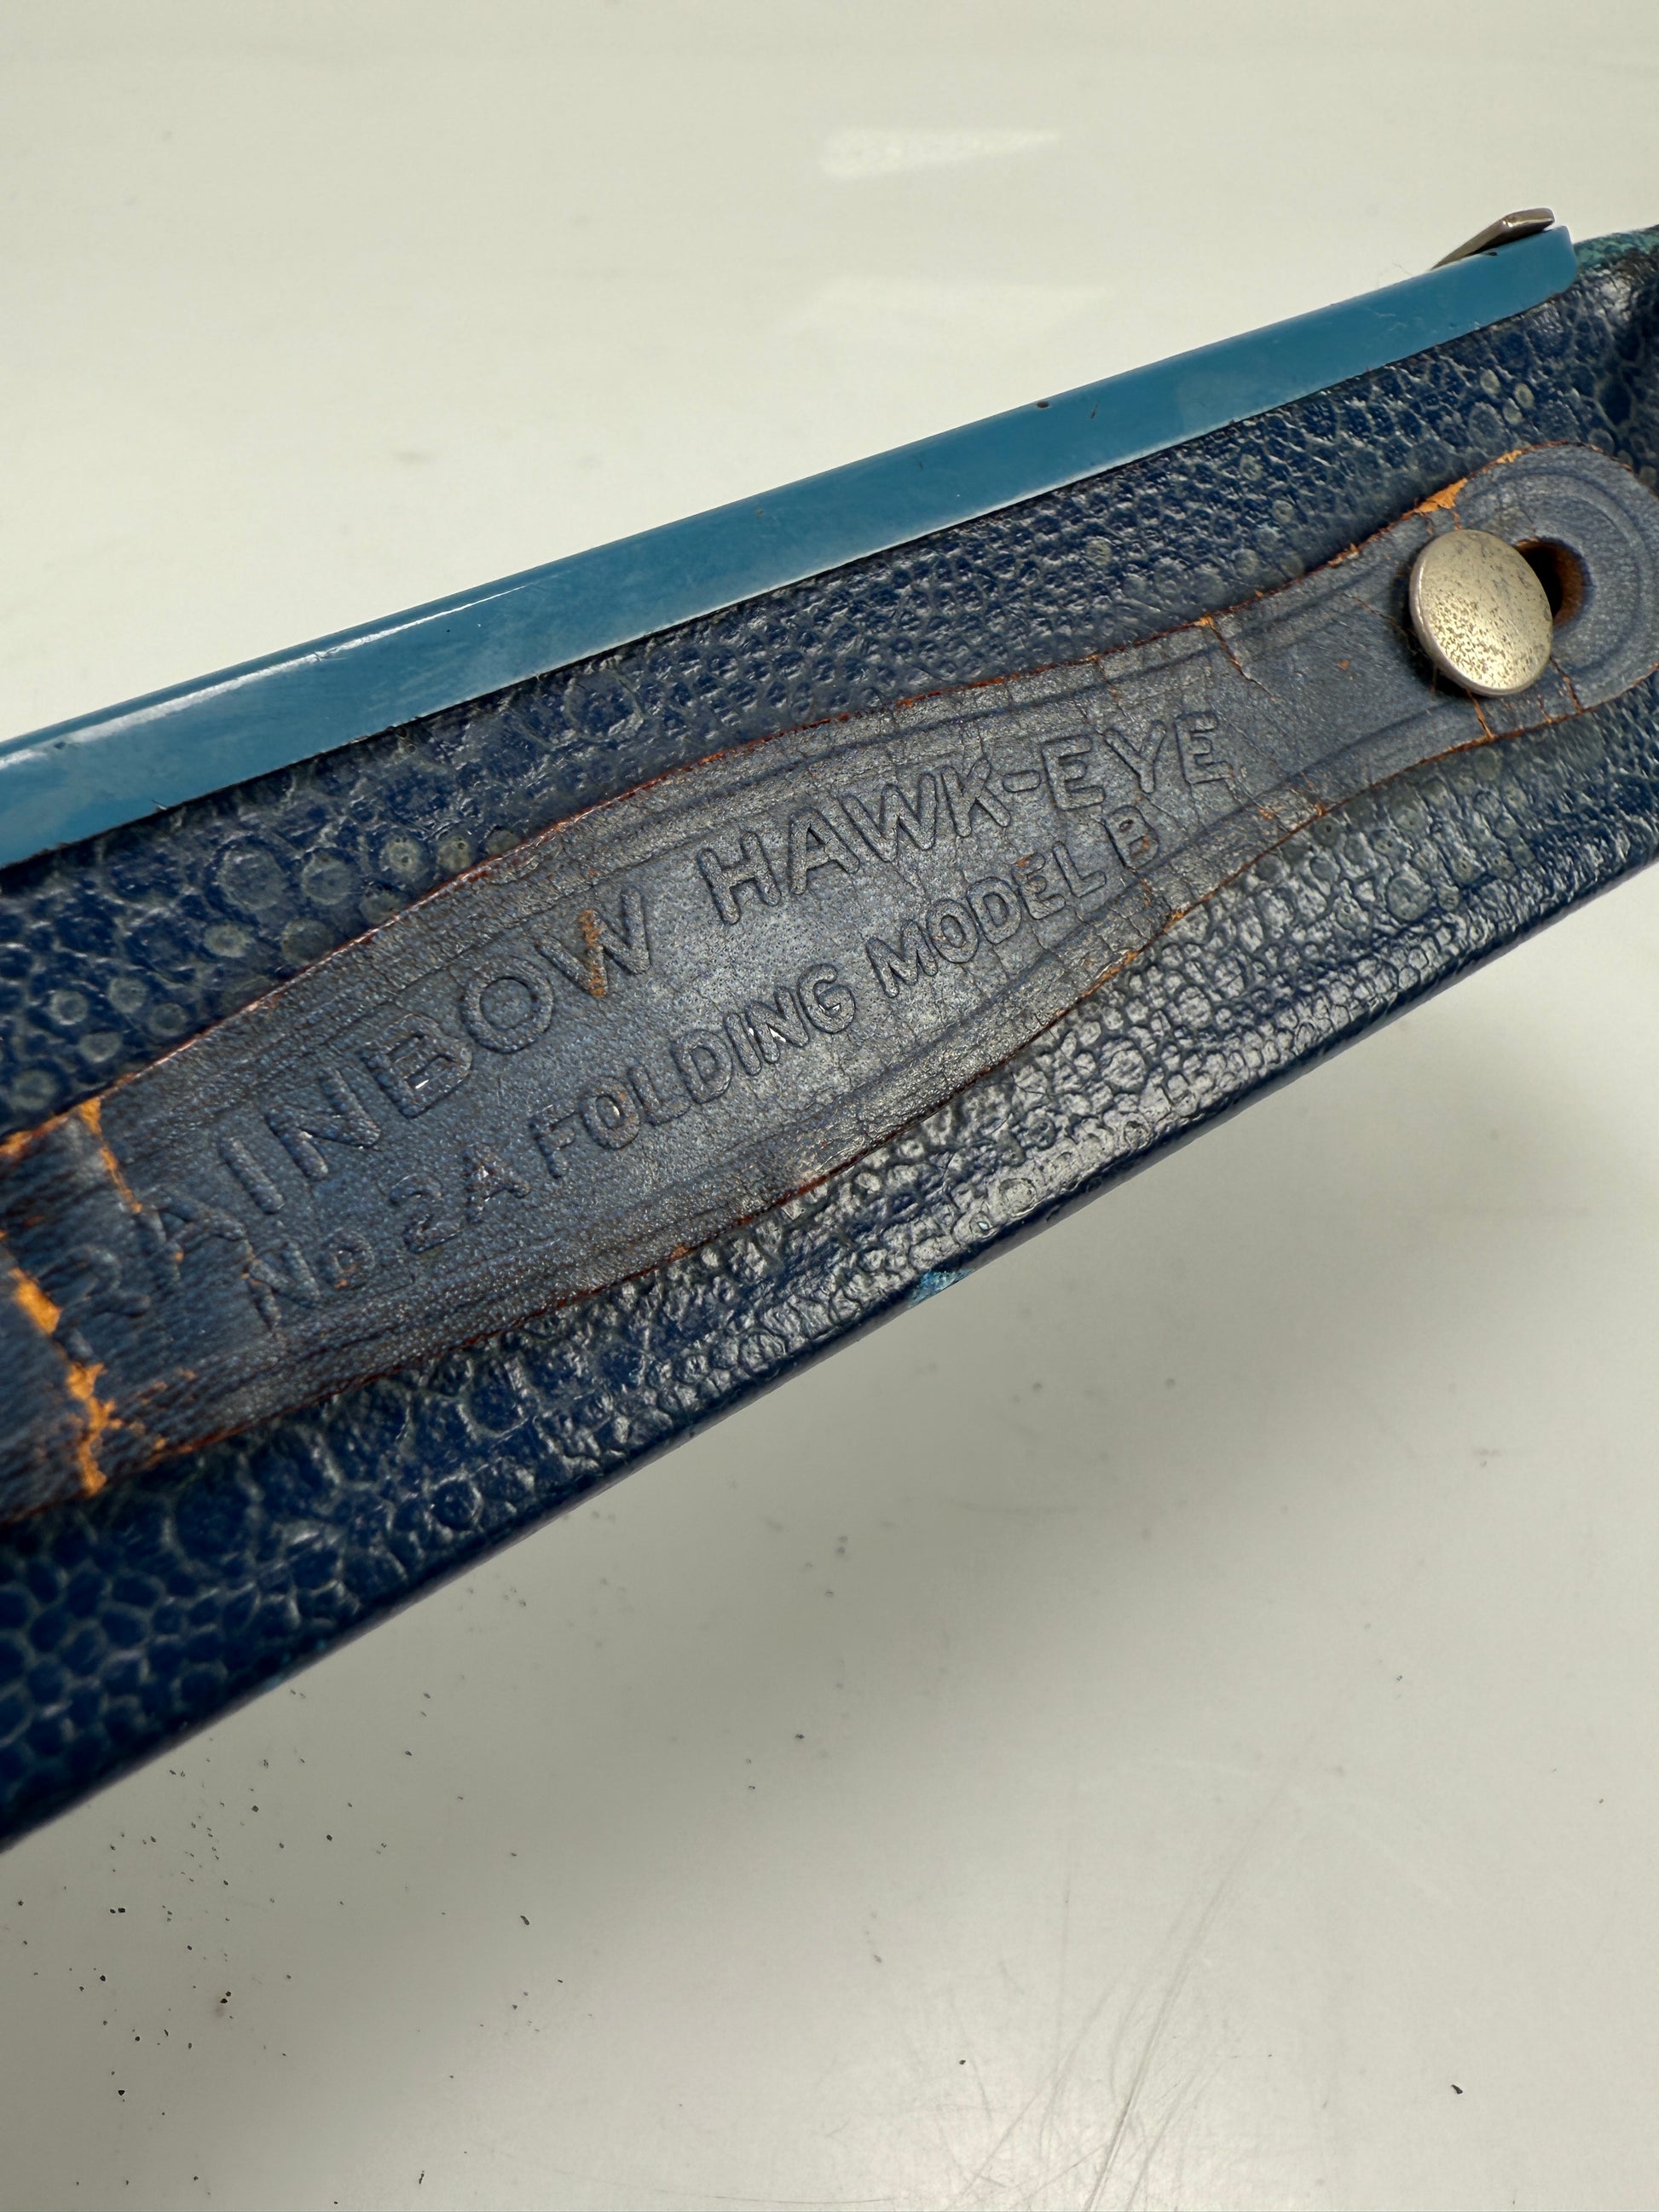 RAINBOW HAWK-EYE
No 2A FOLDING MODEL B